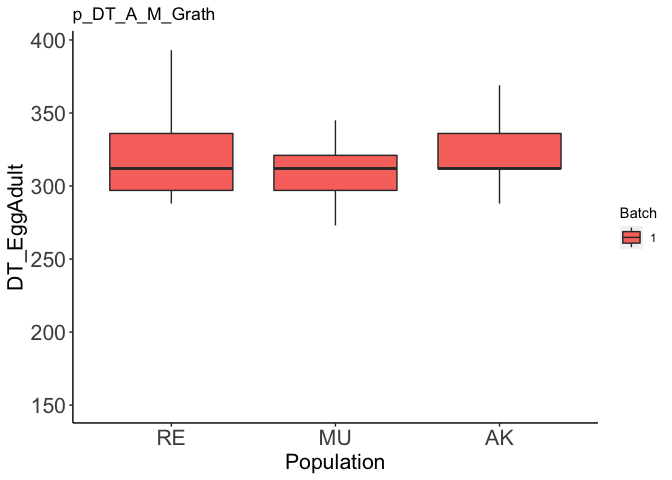 p_DT_A_M_Grath
DT_EggAdult
400
350
300
250
200
150
RE MU AK
Population
Batch
1